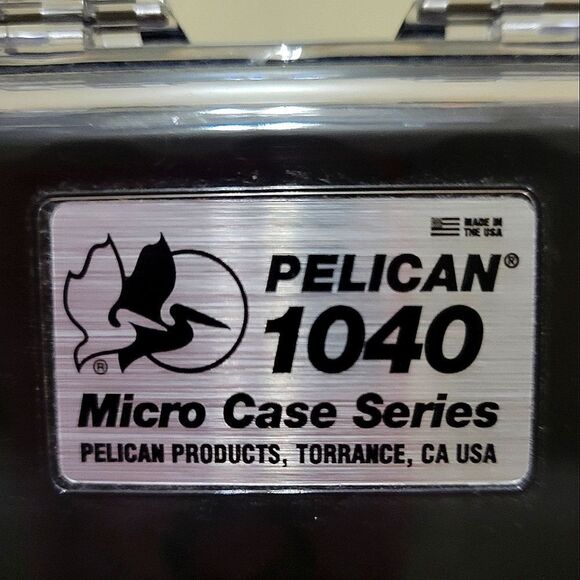 MADE IN
THE USA
PELICAN®
1040
®
Micro Case Series
PELICAN PRODUCTS, TORRANCE, CA USA